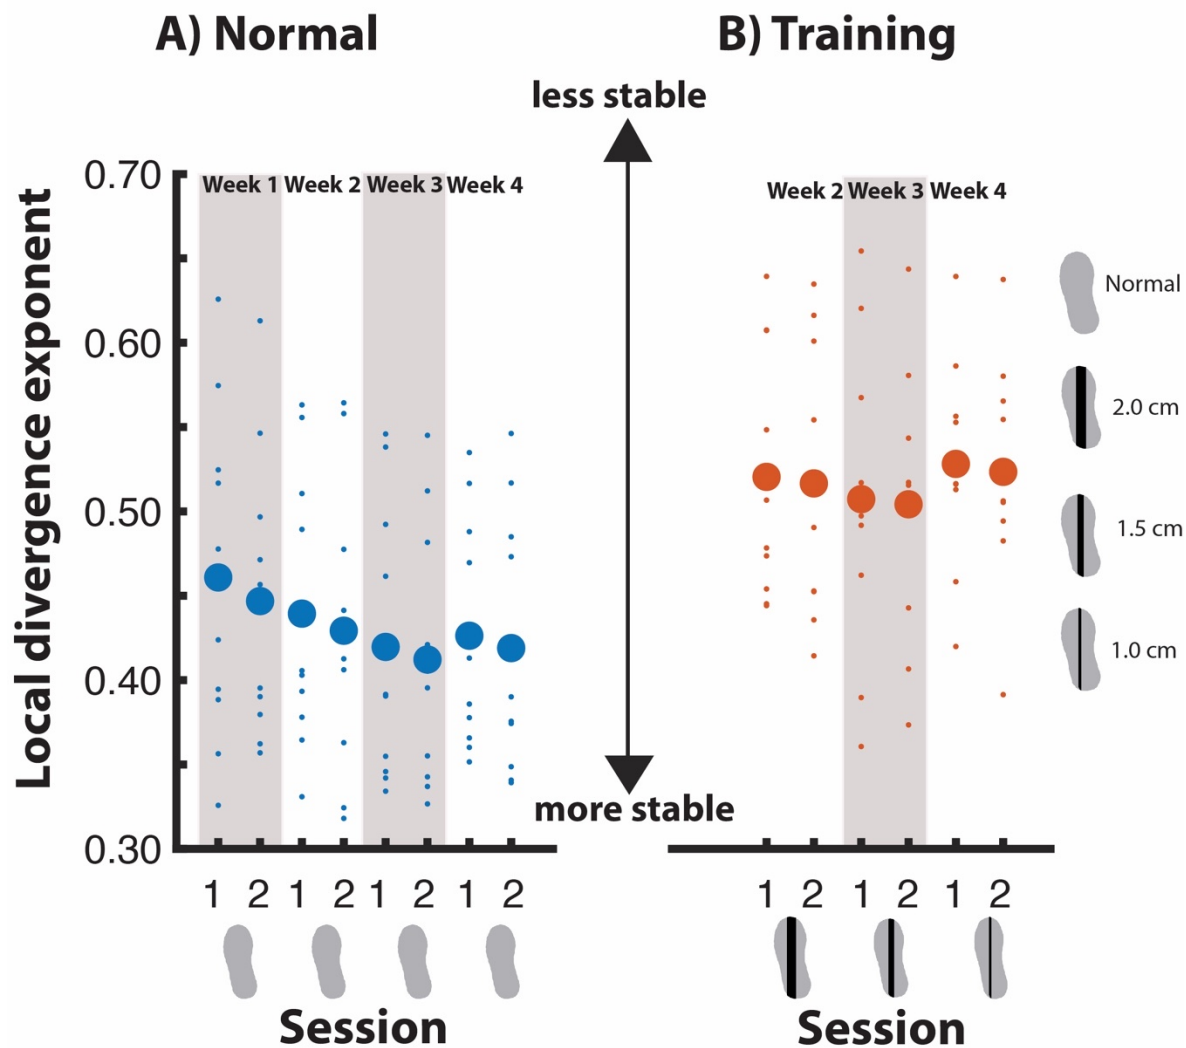 A) Normal
B) Training
less stable
more stable
Local divergence exponent
0.70
0.60
0.50
0.40
0.30
Week 1 Week 2 Week 3 Week 4
1 2 1 2 1 2 1 2
Session
Week 2 Week 3 Week 4
1 2 1 2 1 2
Session
Normal
2.0 cm
1.5 cm
1.0 cm